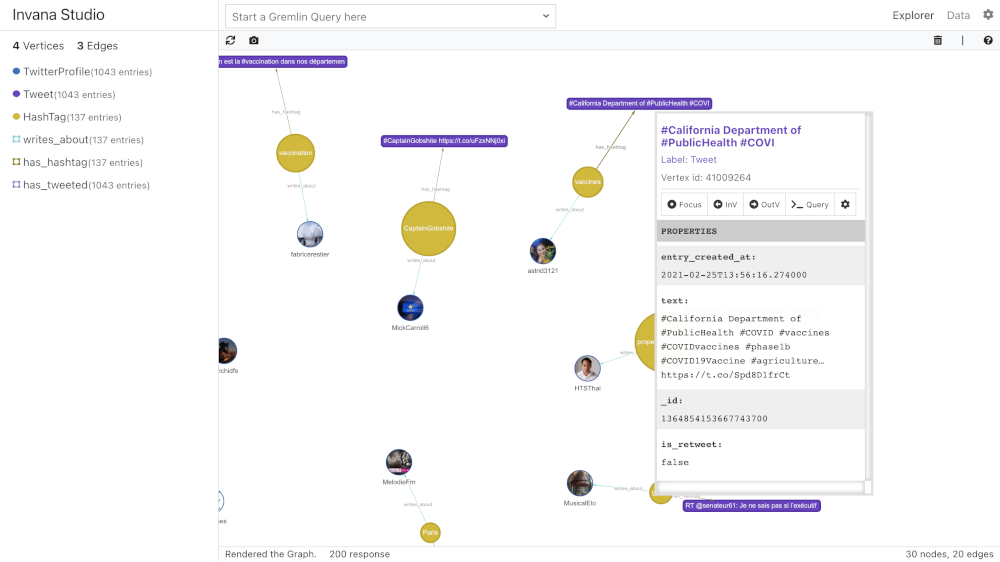 Invana Studio
Start a Gremlin Query here
Explorer
Data
4 Vertices 3 Edges
TwitterProfile(1043 entries)
Tweet(1043 entries)
HashTag(137 entries)
writes_about(137 entries)
has_hashtag(137 entries)
has_tweeted(1043 entries)
est la #vaccination dans nos départemen
has_hashtag
vaccination
writes_about
fabricerestier
#CaptainGobshite https://t.co/uFzxNNj0xi
has_hashtag
CaptainGobshite
writes_about
MickCarroll6
#California Department of #PublicHealth #COVI
has_hashtag
vaccines
writes_about
astrid3121
nchidfs
prope
writes_
HTSThai
MelodieFm
writes_about
Paris
MusicalElo
writes_about
has_hashtag
RT @senateur61: Je ne sais pas si l'exécutif
es
#California Department of
#PublicHealth #COVI
Label: Tweet
Vertex id: 41009264
Focus
InV
OutV
Query
PROPERTIES
entry_created_at:
2021-02-25T13:56:16.274000
text:
#California Department of
#PublicHealth #COVID #vaccines
#COVIDvaccines #phase1b
#COVID19Vaccine #agriculture…
https://t.co/Spd8D1frCt
_id:
1364854153667743700
is_retweet:
false
Rendered the Graph. 200 response
30 nodes, 20 edges